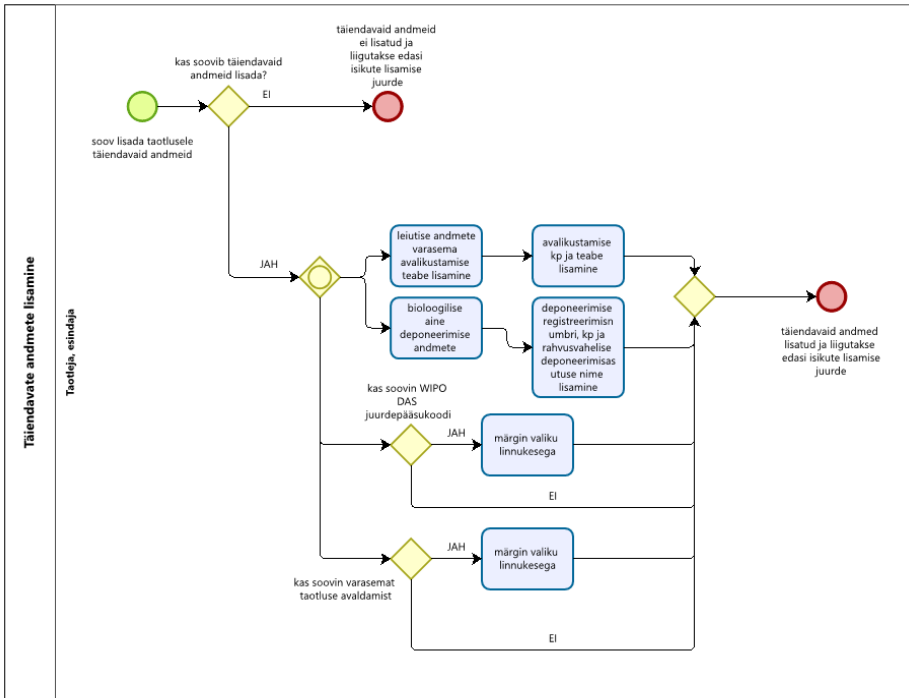 Täiendavate andmete lisamine
Taotleja, esindaja
täiendavaid andmeid
ei lisatud ja
liigutakse edasi
isikute lisamise
juurde
kas soovib täiendavaid
andmeid lisada?
EI
soov lisada taotlusele
täiendavaid andmeid
JAH
leiutise andmete
varasema
avalikustamise
teabe lisamine
avalikustamise
kp ja teabe
lisamine
bioloogilise
aine
deponeerimise
andmete
deponeerimise
registreerimisn
umbri, kp ja
rahvusvahelise
deponeerimisas
utuse nime
lisamine
täiendavaid andmed
lisatud ja liigutakse
edasi isikute lisamise
juurde
kas soovin WIPO
DAS
juurdepääsukoodi
JAH
märgin valiku
linnukesega
EI
JAH
märgin valiku
linnukesega
kas soovin varasemat
taotluse avaldamist
EI